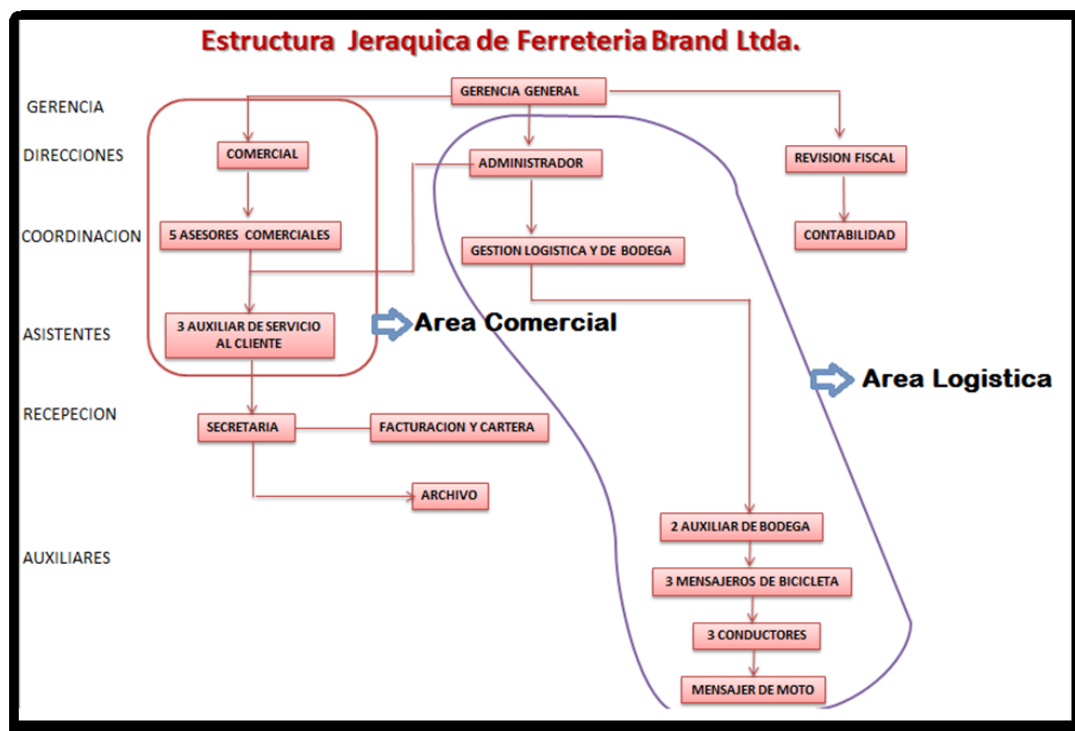 Estructura Jeraquica de Ferreteria Brand Ltda.
GERENCIA
GERENCIA GENERAL
DIRECCIONES
COMERCIAL
ADMINISTRADOR
REVISION FISCAL
COORDINACION
5 ASESORES COMERCIALES
GESTION LOGISTICA Y DE BODEGA
CONTABILIDAD
ASISTENTES
3 AUXILIAR DE SERVICIO
AL CLIENTE
Area Comercial
Area Logistica
RECEPECION
SECRETARIA
FACTURACION Y CARTERA
ARCHIVO
AUXILIARES
2 AUXILIAR DE BODEGA
3 MENSAJEROS DE BICICLETA
3 CONDUCTORES
MENSAJER DE MOTO